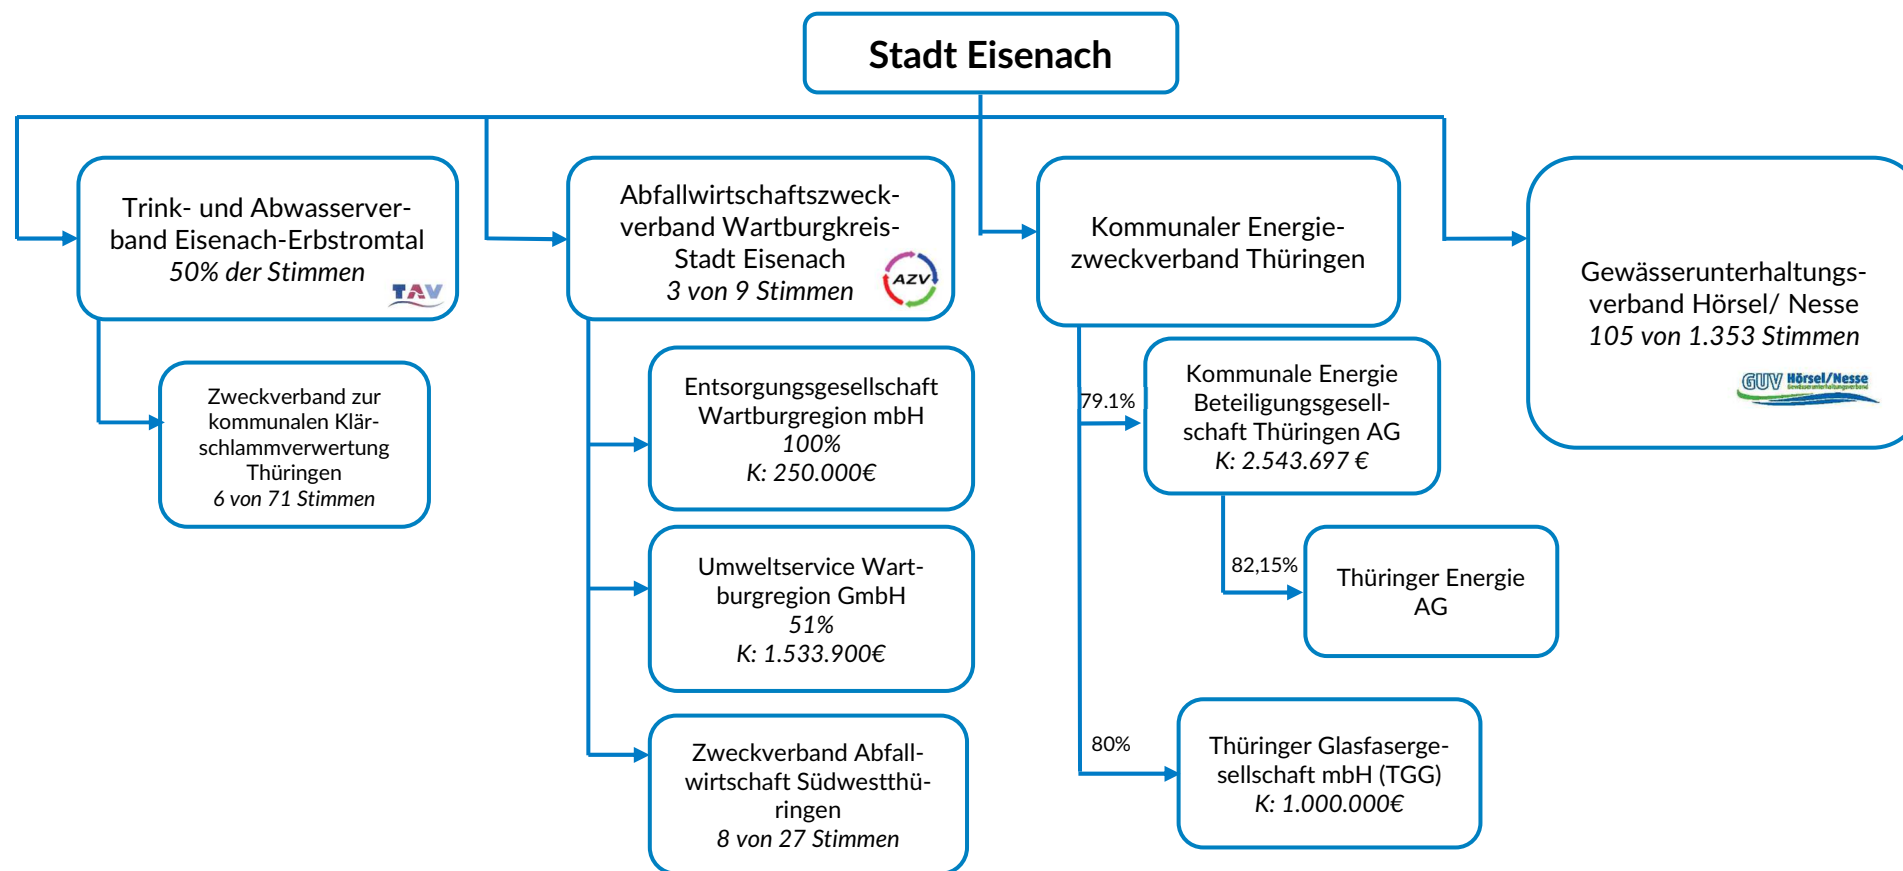 Stadt Eisenach
Trink- und Abwasserver-
band Eisenach-Erbstromtal
50% der Stimmen
TAV
Zweckverband zur
kommunalen Klär-
schlammverwertung
Thüringen
6 von 71 Stimmen
Abfallwirtschaftszweck-
verband Wartburgkreis-
Stadt Eisenach
3 von 9 Stimmen
AZV
Entsorgungsgesellschaft
Wartburgregion mbH
100%
K: 250.000€
Umweltservice Wart-
burgregion GmbH
51%
K: 1.533.900€
Zweckverband Abfall-
wirtschaft Südwestthü-
ringen
8 von 27 Stimmen
Kommunaler Energie-
zweckverband Thüringen
79.1%
Kommunale Energie
Beteiligungsgesell-
schaft Thüringen AG
K: 2.543.697 €
82,15%
Thüringer Energie
AG
80%
Thüringer Glasfaserge-
sellschaft mbH (TGG)
K: 1.000.000€
Gewässerunterhaltungs-
verband Hörsel/ Nesse
105 von 1.353 Stimmen
GUV Hörsel/Nesse
Gewässerunterhaltungsverband